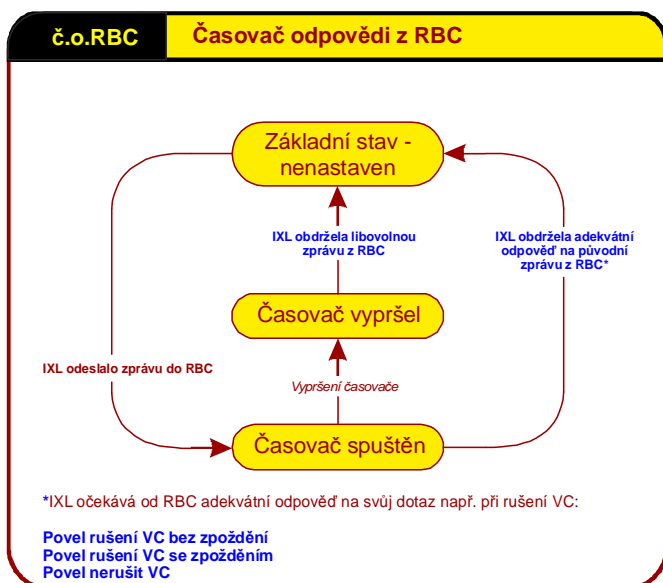 č.o.RBC
Časovač odpovědi z RBC
Základní stav -
nenastaven
IXL obdržela libovolnou
zprávu z RBC
IXL obdržela adekvátní
odpověď na původní
zprávu z RBC*
Časovač vypršel
IXL odeslalo zprávu do RBC
Vypršení časovače
Časovač spuštěn
*IXL očekává od RBC adekvátní odpověď na svůj dotaz např. při rušení VC:
Povel rušení VC bez zpoždění
Povel rušení VC se zpožděním
Povel nerušit VC